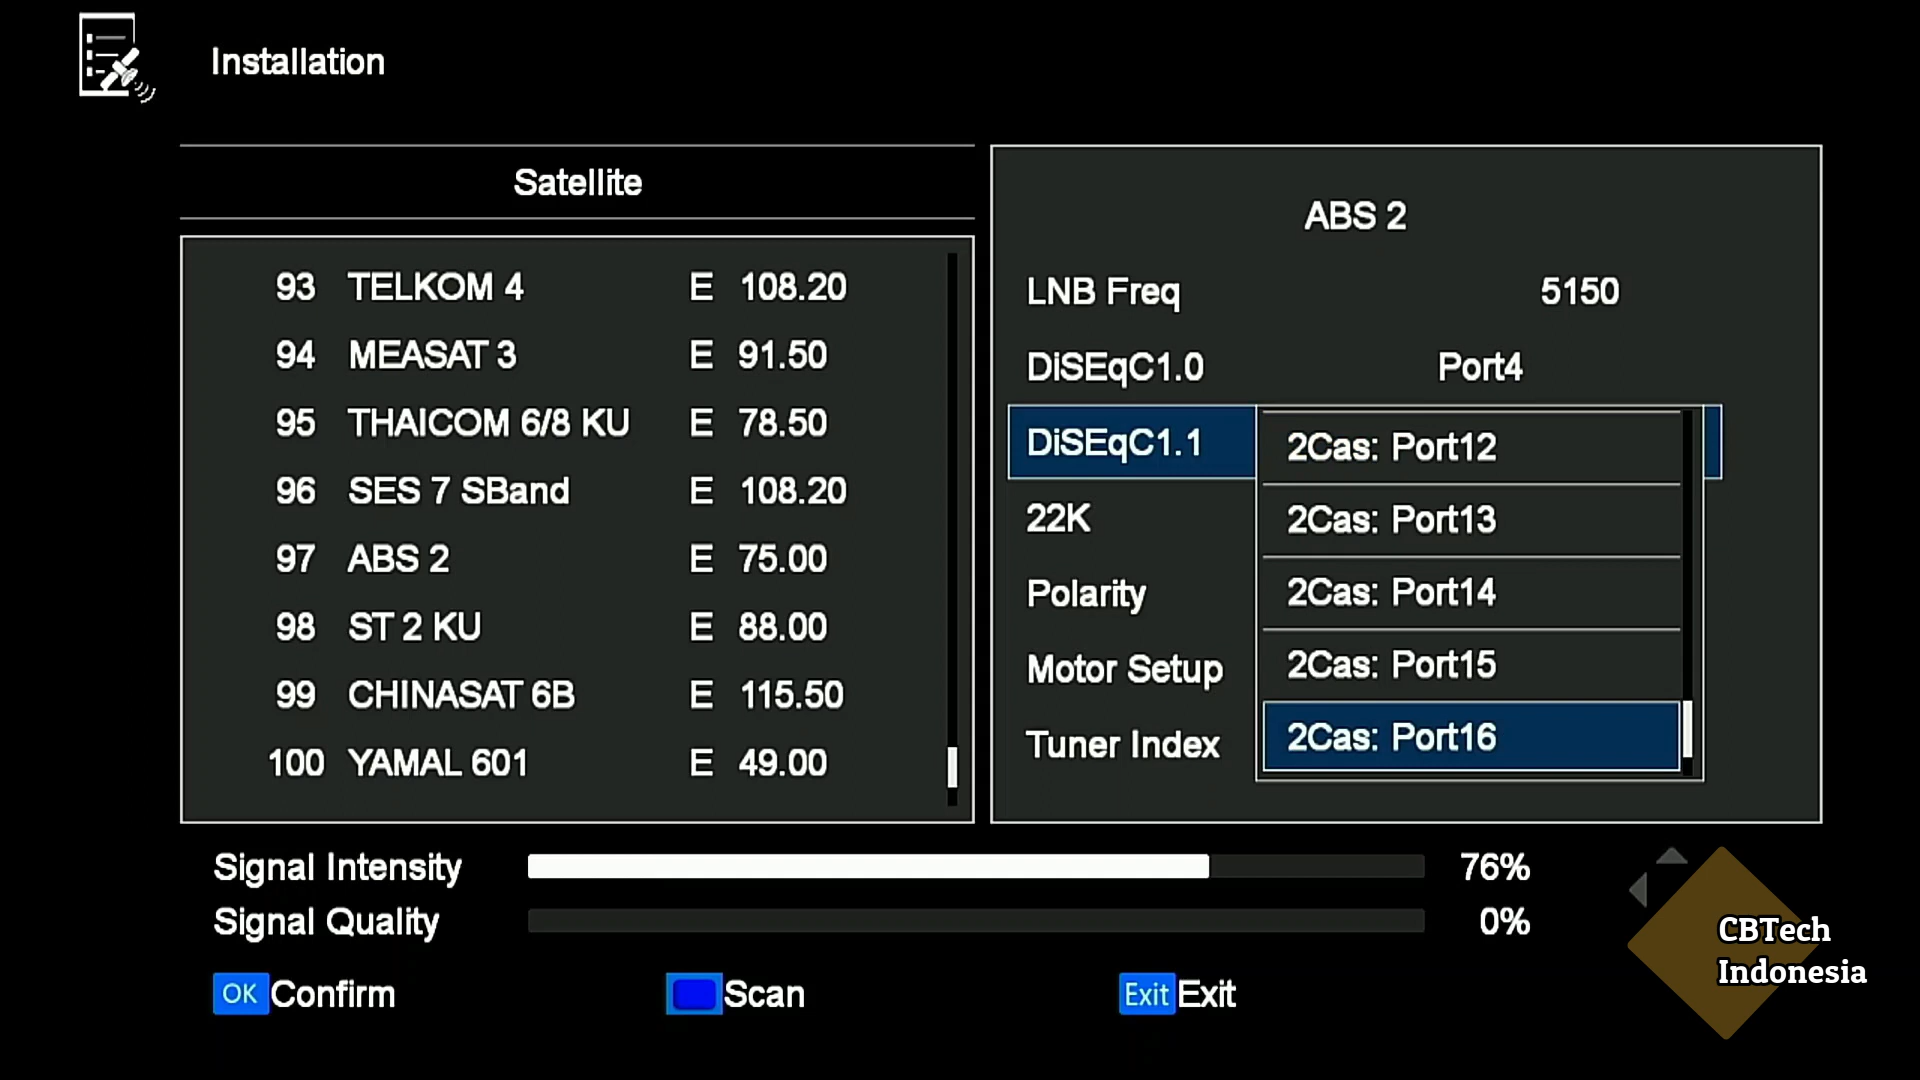 Installation
Satellite
93 TELKOM 4 E 108.20
94 MEASAT 3 E 91.50
95 THAICOM 6/8 KU E 78.50
96 SES 7 SBand E 108.20
97 ABS 2 E 75.00
98 ST 2 KU E 88.00
99 CHINASAT 6B E 115.50
100 YAMAL 601 E 49.00
ABS 2
LNB Freq 5150
DiSEqC1.0 Port4
DiSEqC1.1
22K
Polarity
Motor Setup
Tuner Index
2Cas: Port12
2Cas: Port13
2Cas: Port14
2Cas: Port15
2Cas: Port16
Signal Intensity 76%
Signal Quality 0%
OK Confirm Scan Exit Exit
CBTech
Indonesia